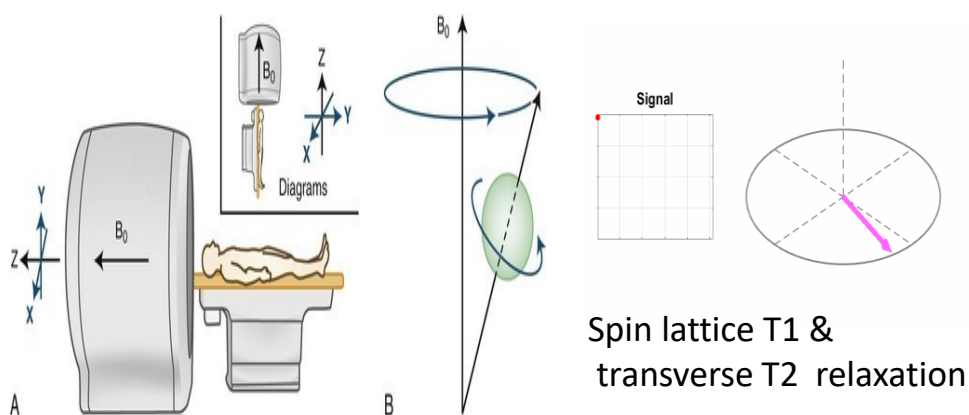 B0
Z
Y
X
Diagrams
Y
Z
X
B0
A
B0
B
Signal
Spin lattice T1 &
transverse T2 relaxation